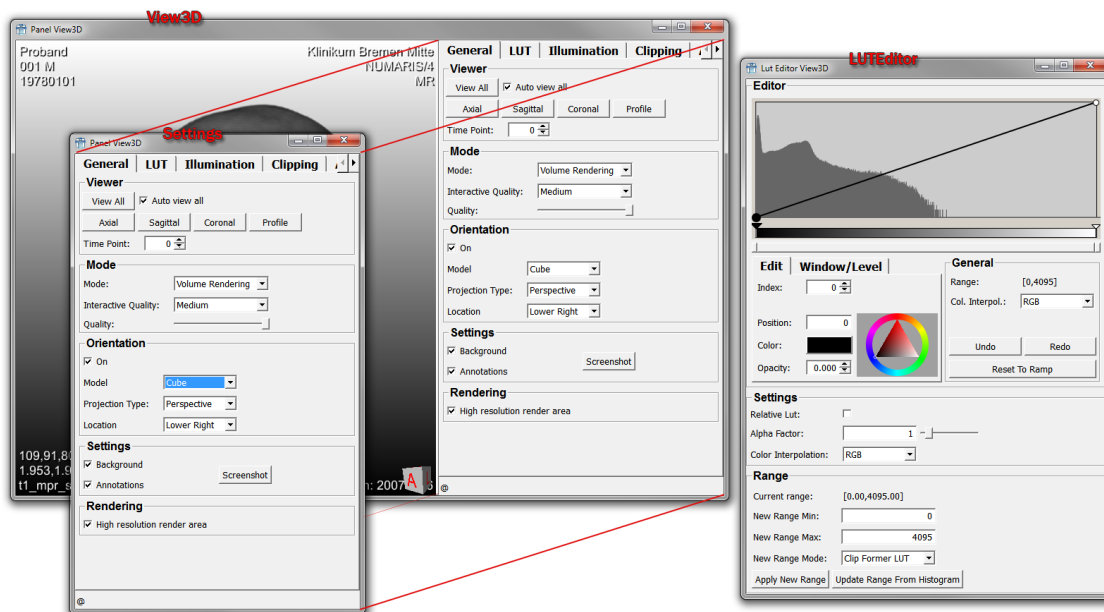 View3D
Panel View3D
Proband
001 M
19780101
Klinikum Bremen Mitte
NUMARIS/4
MR
General LUT Illumination Clipping
Viewer
View All Auto view all
Axial Sagittal Coronal Profile
Time Point: 0
Mode
Mode: Volume Rendering
Interactive Quality: Medium
Quality:
Orientation
On
Model Cube
Projection Type: Perspective
Location Lower Right
Settings
Background
Annotations
Screenshot
Rendering
High resolution render area
@
109,91,8
1.953,1.9
t1_mpr_s
A
Settings
Panel View3D
General LUT Illumination Clipping
Viewer
View All Auto view all
Axial Sagittal Coronal Profile
Time Point: 0
Mode
Mode: Volume Rendering
Interactive Quality: Medium
Quality:
Orientation
On
Model Cube
Projection Type: Perspective
Location Lower Right
Settings
Background
Annotations
Screenshot
Rendering
High resolution render area
@
LUTEditor
Lut Editor View3D
Editor
Edit Window/Level
Index: 0
Position: 0
Color:
Opacity: 0.000
General
Range: [0,4095]
Col. Interpol.: RGB
Undo Redo
Reset To Ramp
Settings
Relative Lut:
Alpha Factor: 1
Color Interpolation: RGB
Range
Current range: [0.00,4095.00]
New Range Min: 0
New Range Max: 4095
New Range Mode: Clip Former LUT
Apply New Range Update Range From Histogram